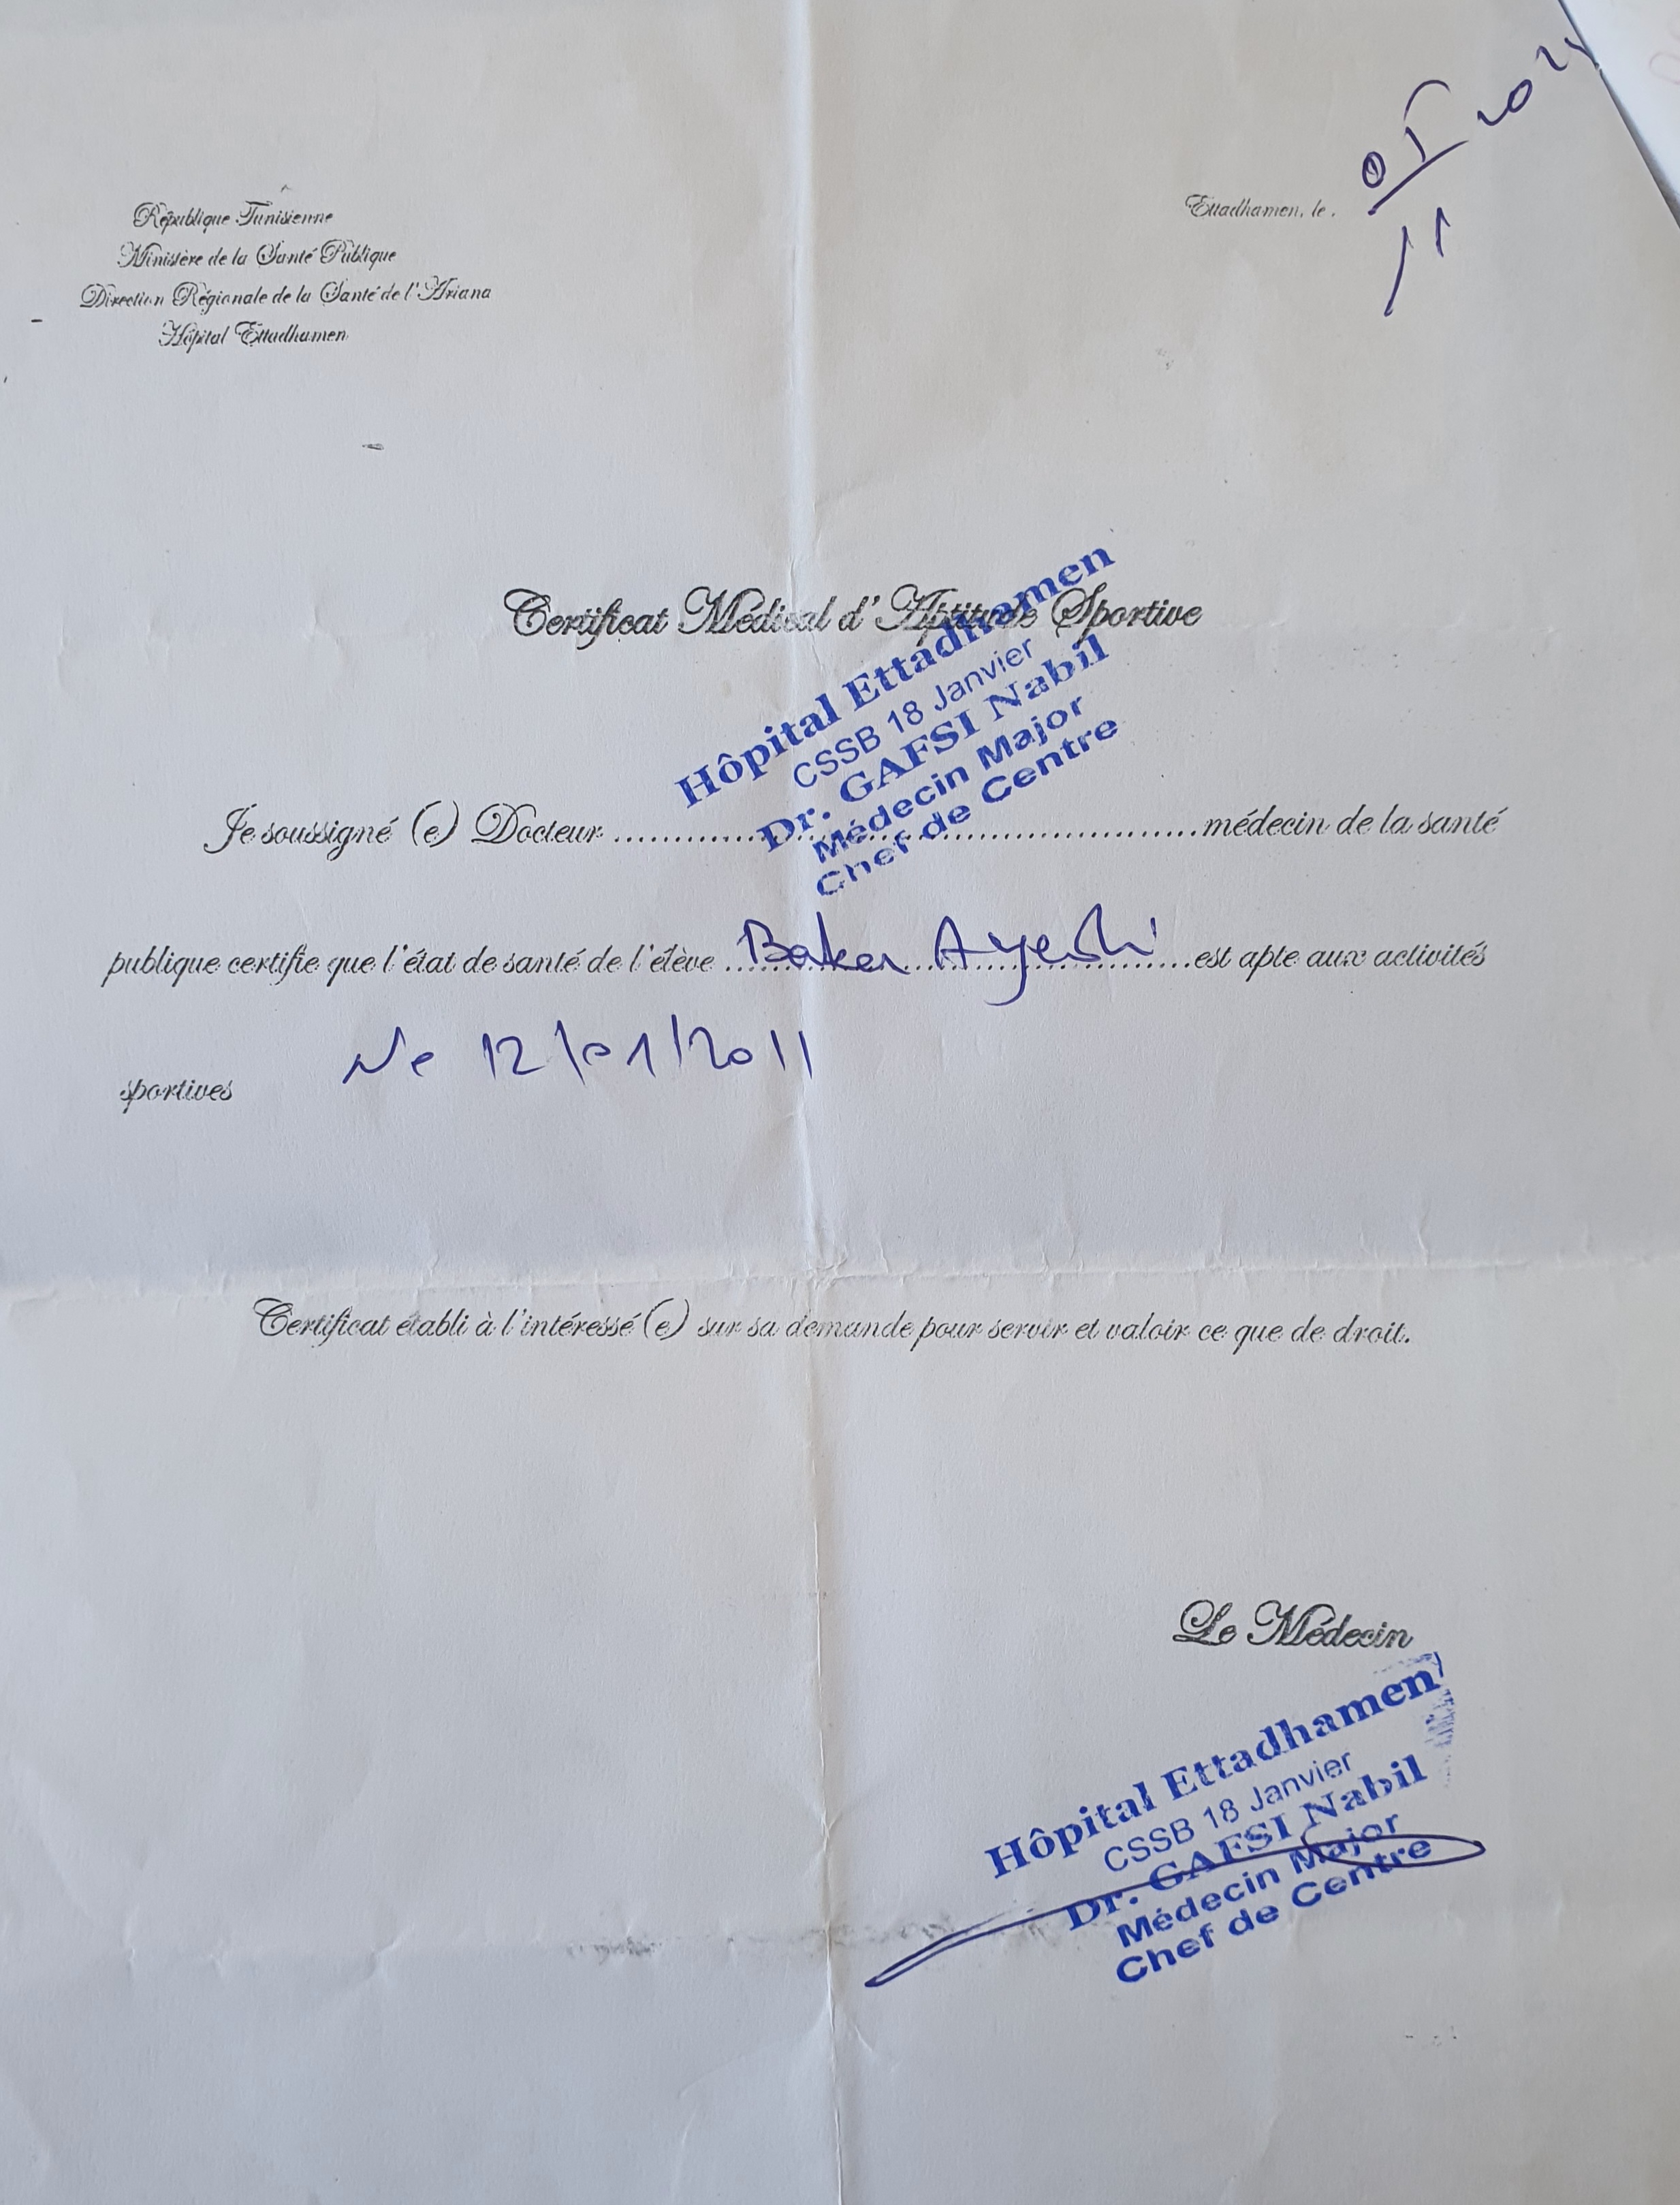 République Tunisienne
Ministère de la Santé Publique
Direction Régionale de la Santé de l'Ariana
Hôpital Ettadhamen
Ettadhamen, le.
11
Certificat Médical d'Aptitude Sportive
Hôpital Ettadhamen
CSSB 18 Janvier
Dr. GAFSI Nabil
Médecin Major
Chef de Centre
Je soussigné (e) Docteur ........................................ médecin de la santé
publique certifie que l'état de santé de l'élève Baker Ayeshi est apte aux activités
sportives Ne 12/01/2011
Certificat établi à l'intéressé (e) sur sa demande pour servir et valoir ce que de droit.
Le Médecin
Hôpital Ettadhamen
CSSB 18 Janvier
Dr. GAFSI Nabil
Médecin Major
Chef de Centre